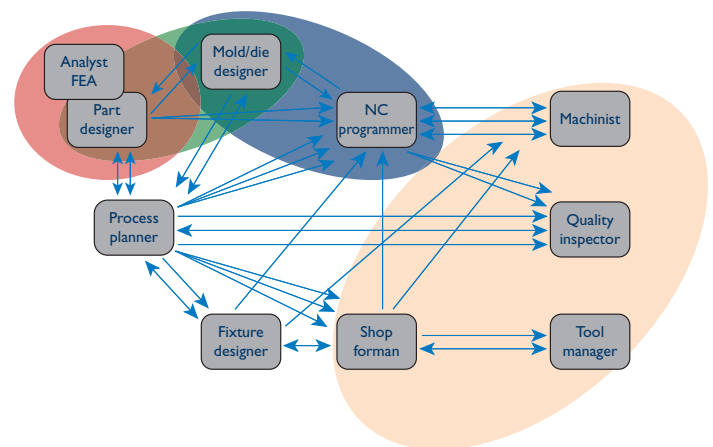 Analyst
FEA
Part
designer
Mold/die
designer
NC
programmer
Machinist
Process
planner
Quality
inspector
Fixture
designer
Shop
forman
Tool
manager